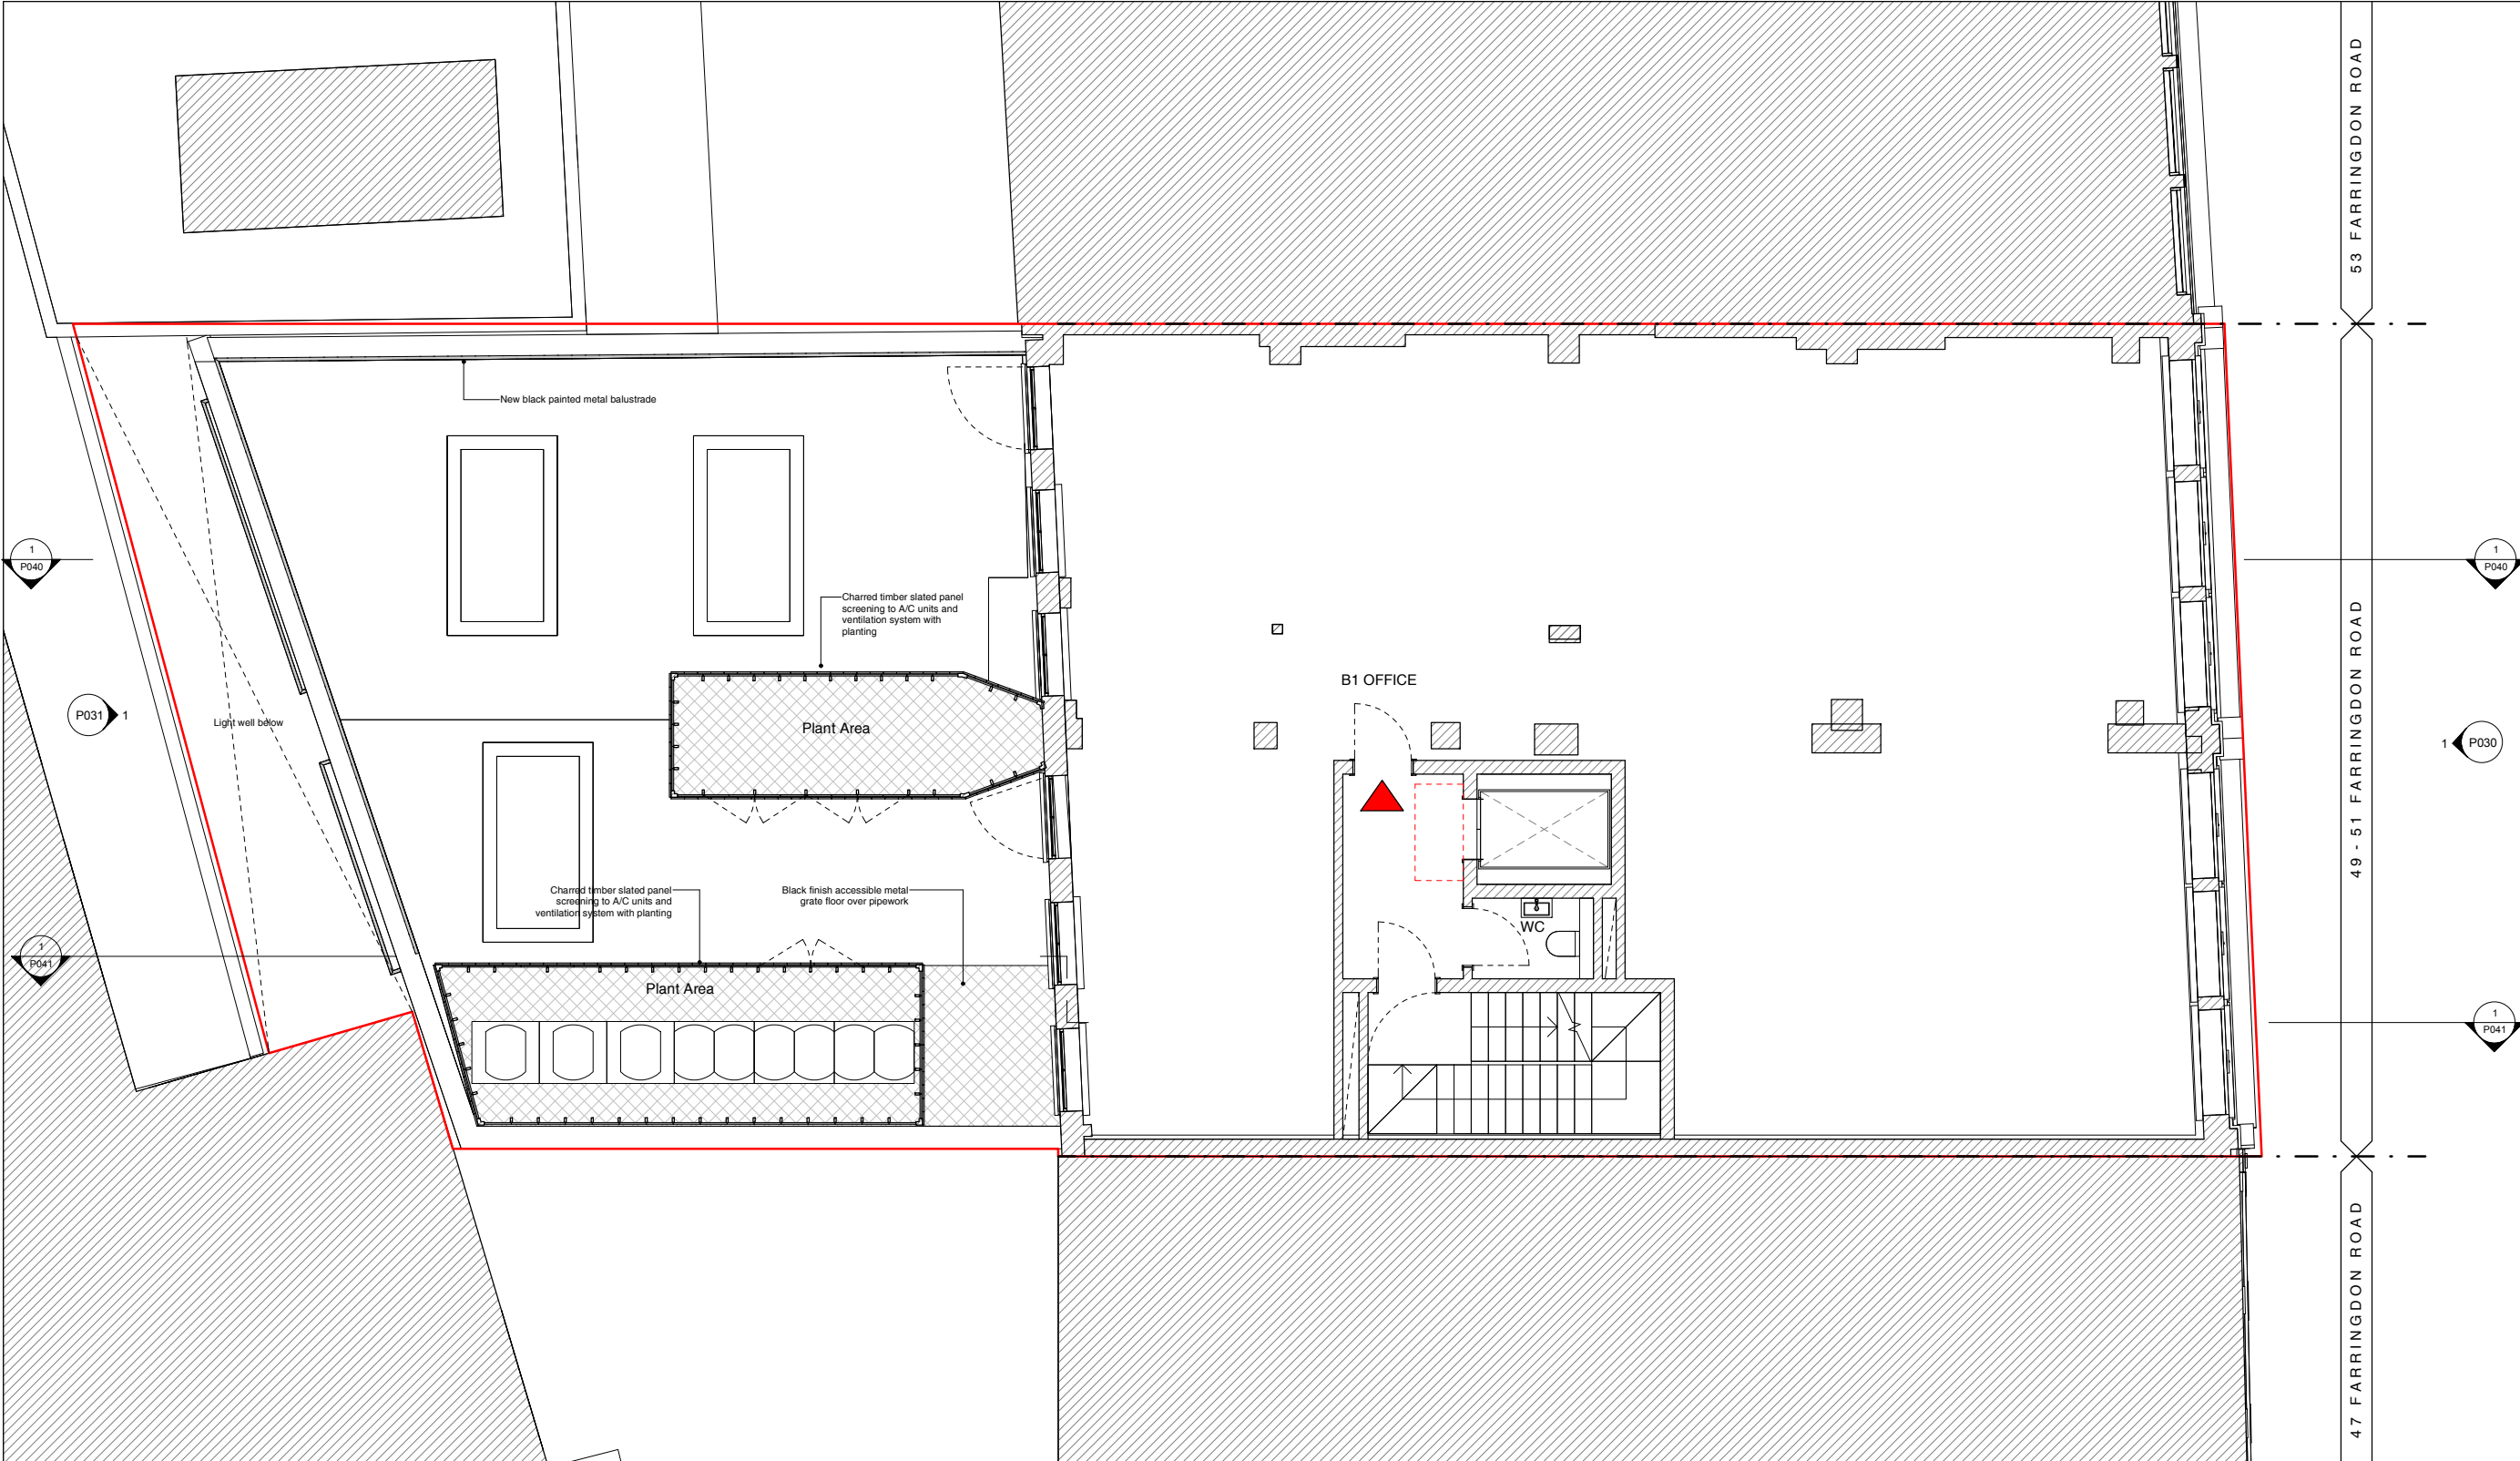 53 FARRINGDON ROAD
New black painted metal balustrade
1
P040
1
P040
Charred timber slated panel
screening to A/C units and
ventilation system with
planting
49 - 51 FARRINGDON ROAD
B1 OFFICE
P031
1
Light well below
Plant Area
1
P030
Charred timber slated panel
screening to A/C units and
ventilation system with planting
Black finish accessible metal
grate floor over pipework
WC
1
P041
Plant Area
1
P041
47 FARRINGDON ROAD